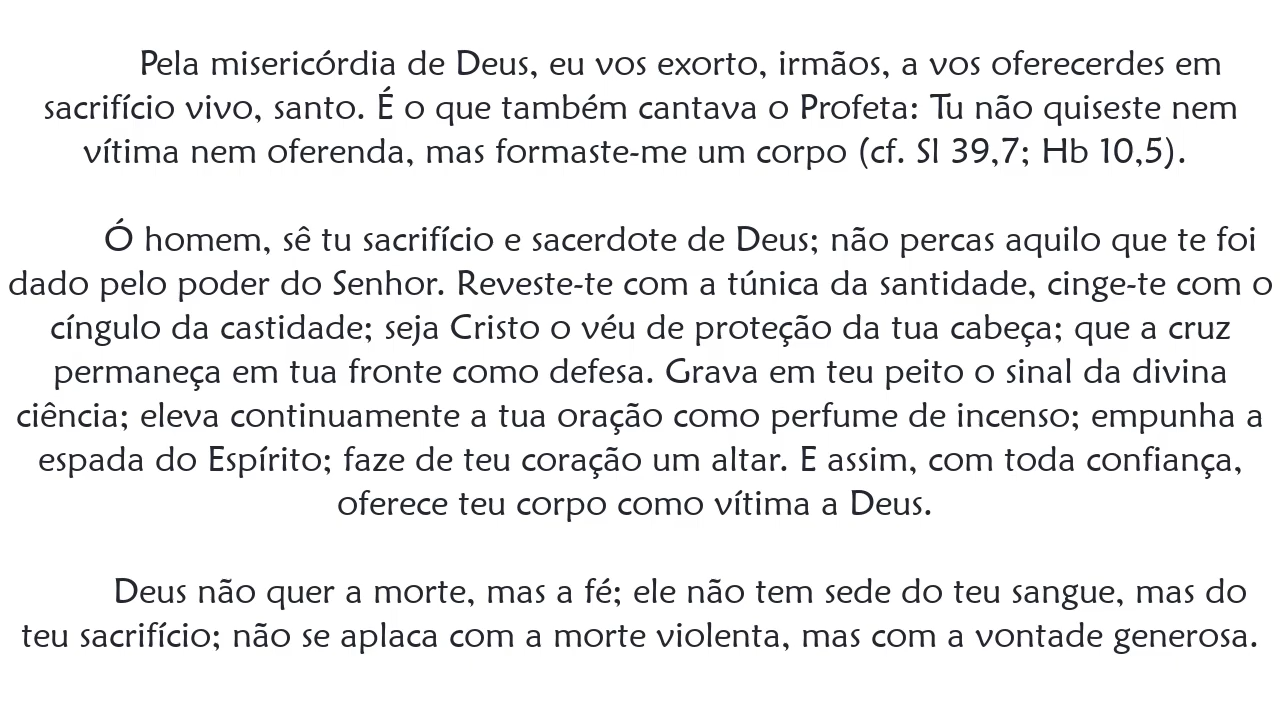 Pela misericórdia de Deus, eu vos exorto, irmãos, a vos oferecerdes em
sacrifício vivo, santo. É o que também cantava o Profeta: Tu não quiseste nem
vítima nem oferenda, mas formaste-me um corpo (cf. Sl 39,7; Hb 10,5).
Ó homem, sê tu sacrifício e sacerdote de Deus; não percas aquilo que te foi
dado pelo poder do Senhor. Reveste-te com a túnica da santidade, cinge-te com o
cíngulo da castidade; seja Cristo o véu de proteção da tua cabeça; que a cruz
permaneça em tua fronte como defesa. Grava em teu peito o sinal da divina
ciência; eleva continuamente a tua oração como perfume de incenso; empunha a
espada do Espírito; faze de teu coração um altar. E assim, com toda confiança,
oferece teu corpo como vítima a Deus.
Deus não quer a morte, mas a fé; ele não tem sede do teu sangue, mas do
teu sacrifício; não se aplaca com a morte violenta, mas com a vontade generosa.